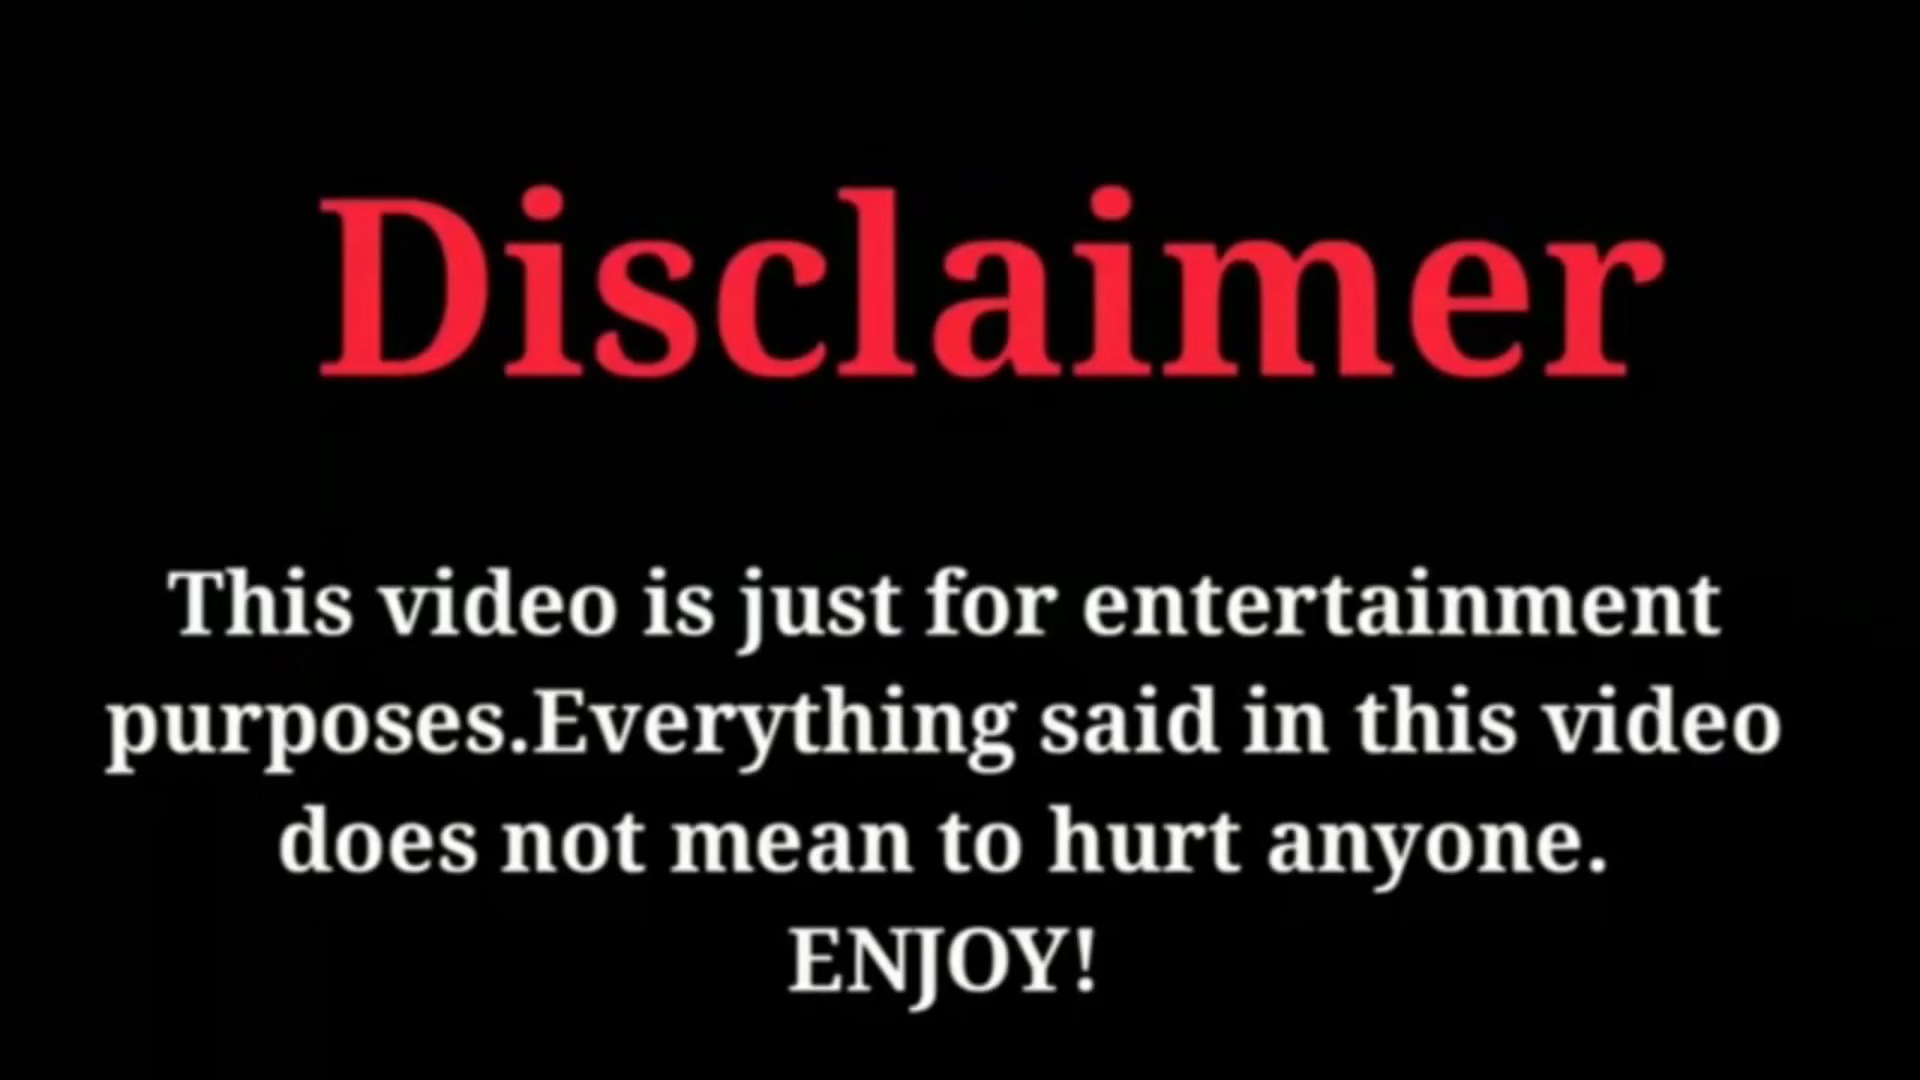 Disclaimer
This video is just for entertainment
purposes.Everything said in this video
does not mean to hurt anyone.
ENJOY!